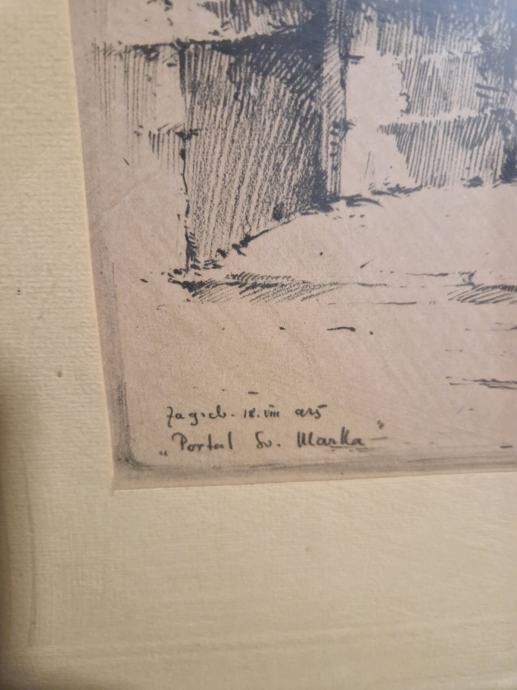 Zagreb. 18. VIII
„Portal Sv. Marka"